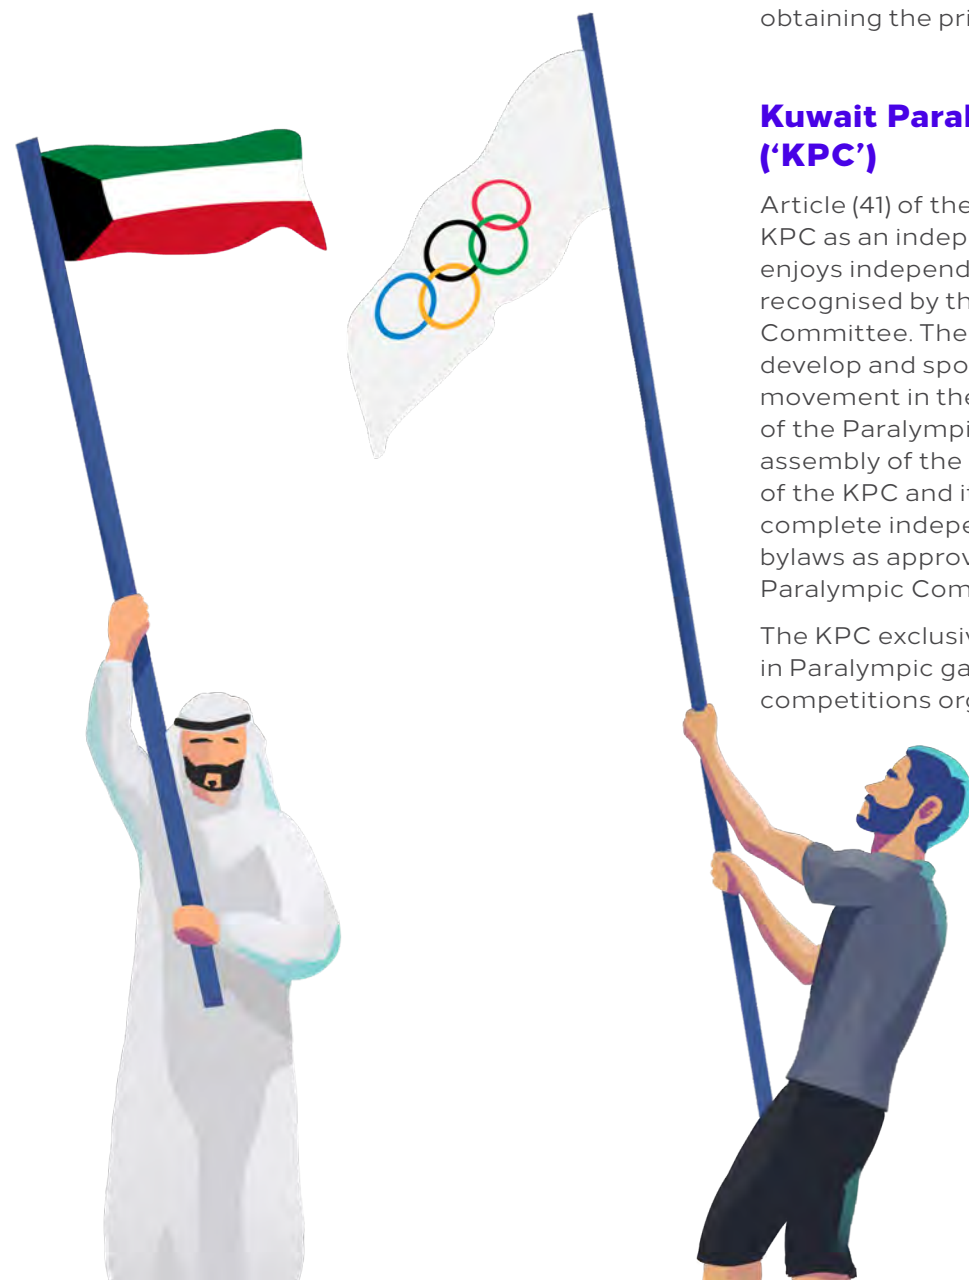 obtaining the pri
Kuwait Paral
('KPC')
Article (41) of the
KPC as an indep
enjoys independ
recognised by th
Committee. The
develop and spo
movement in the
of the Paralympi
assembly of the
of the KPC and i
complete indepe
bylaws as approv
Paralympic Com
The KPC exclusiv
in Paralympic ga
competitions org